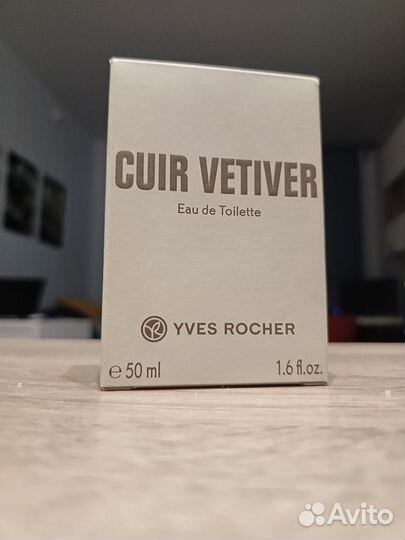 CUIR VETIVER
Eau de Toilette
YVES ROCHER
℮ 50 ml 1.6 fl.oz.
Avito